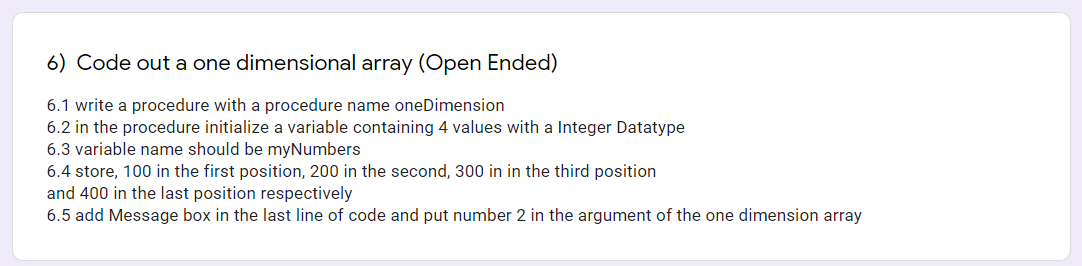 6) Code out a one dimensional array (Open Ended)
6.1 write a procedure with a procedure name oneDimension
6.2 in the procedure initialize a variable containing 4 values with a Integer Datatype
6.3 variable name should be myNumbers
6.4 store, 100 in the first position, 200 in the second, 300 in in the third position
and 400 in the last position respectively
6.5 add Message box in the last line of code and put number 2 in the argument of the one dimension array